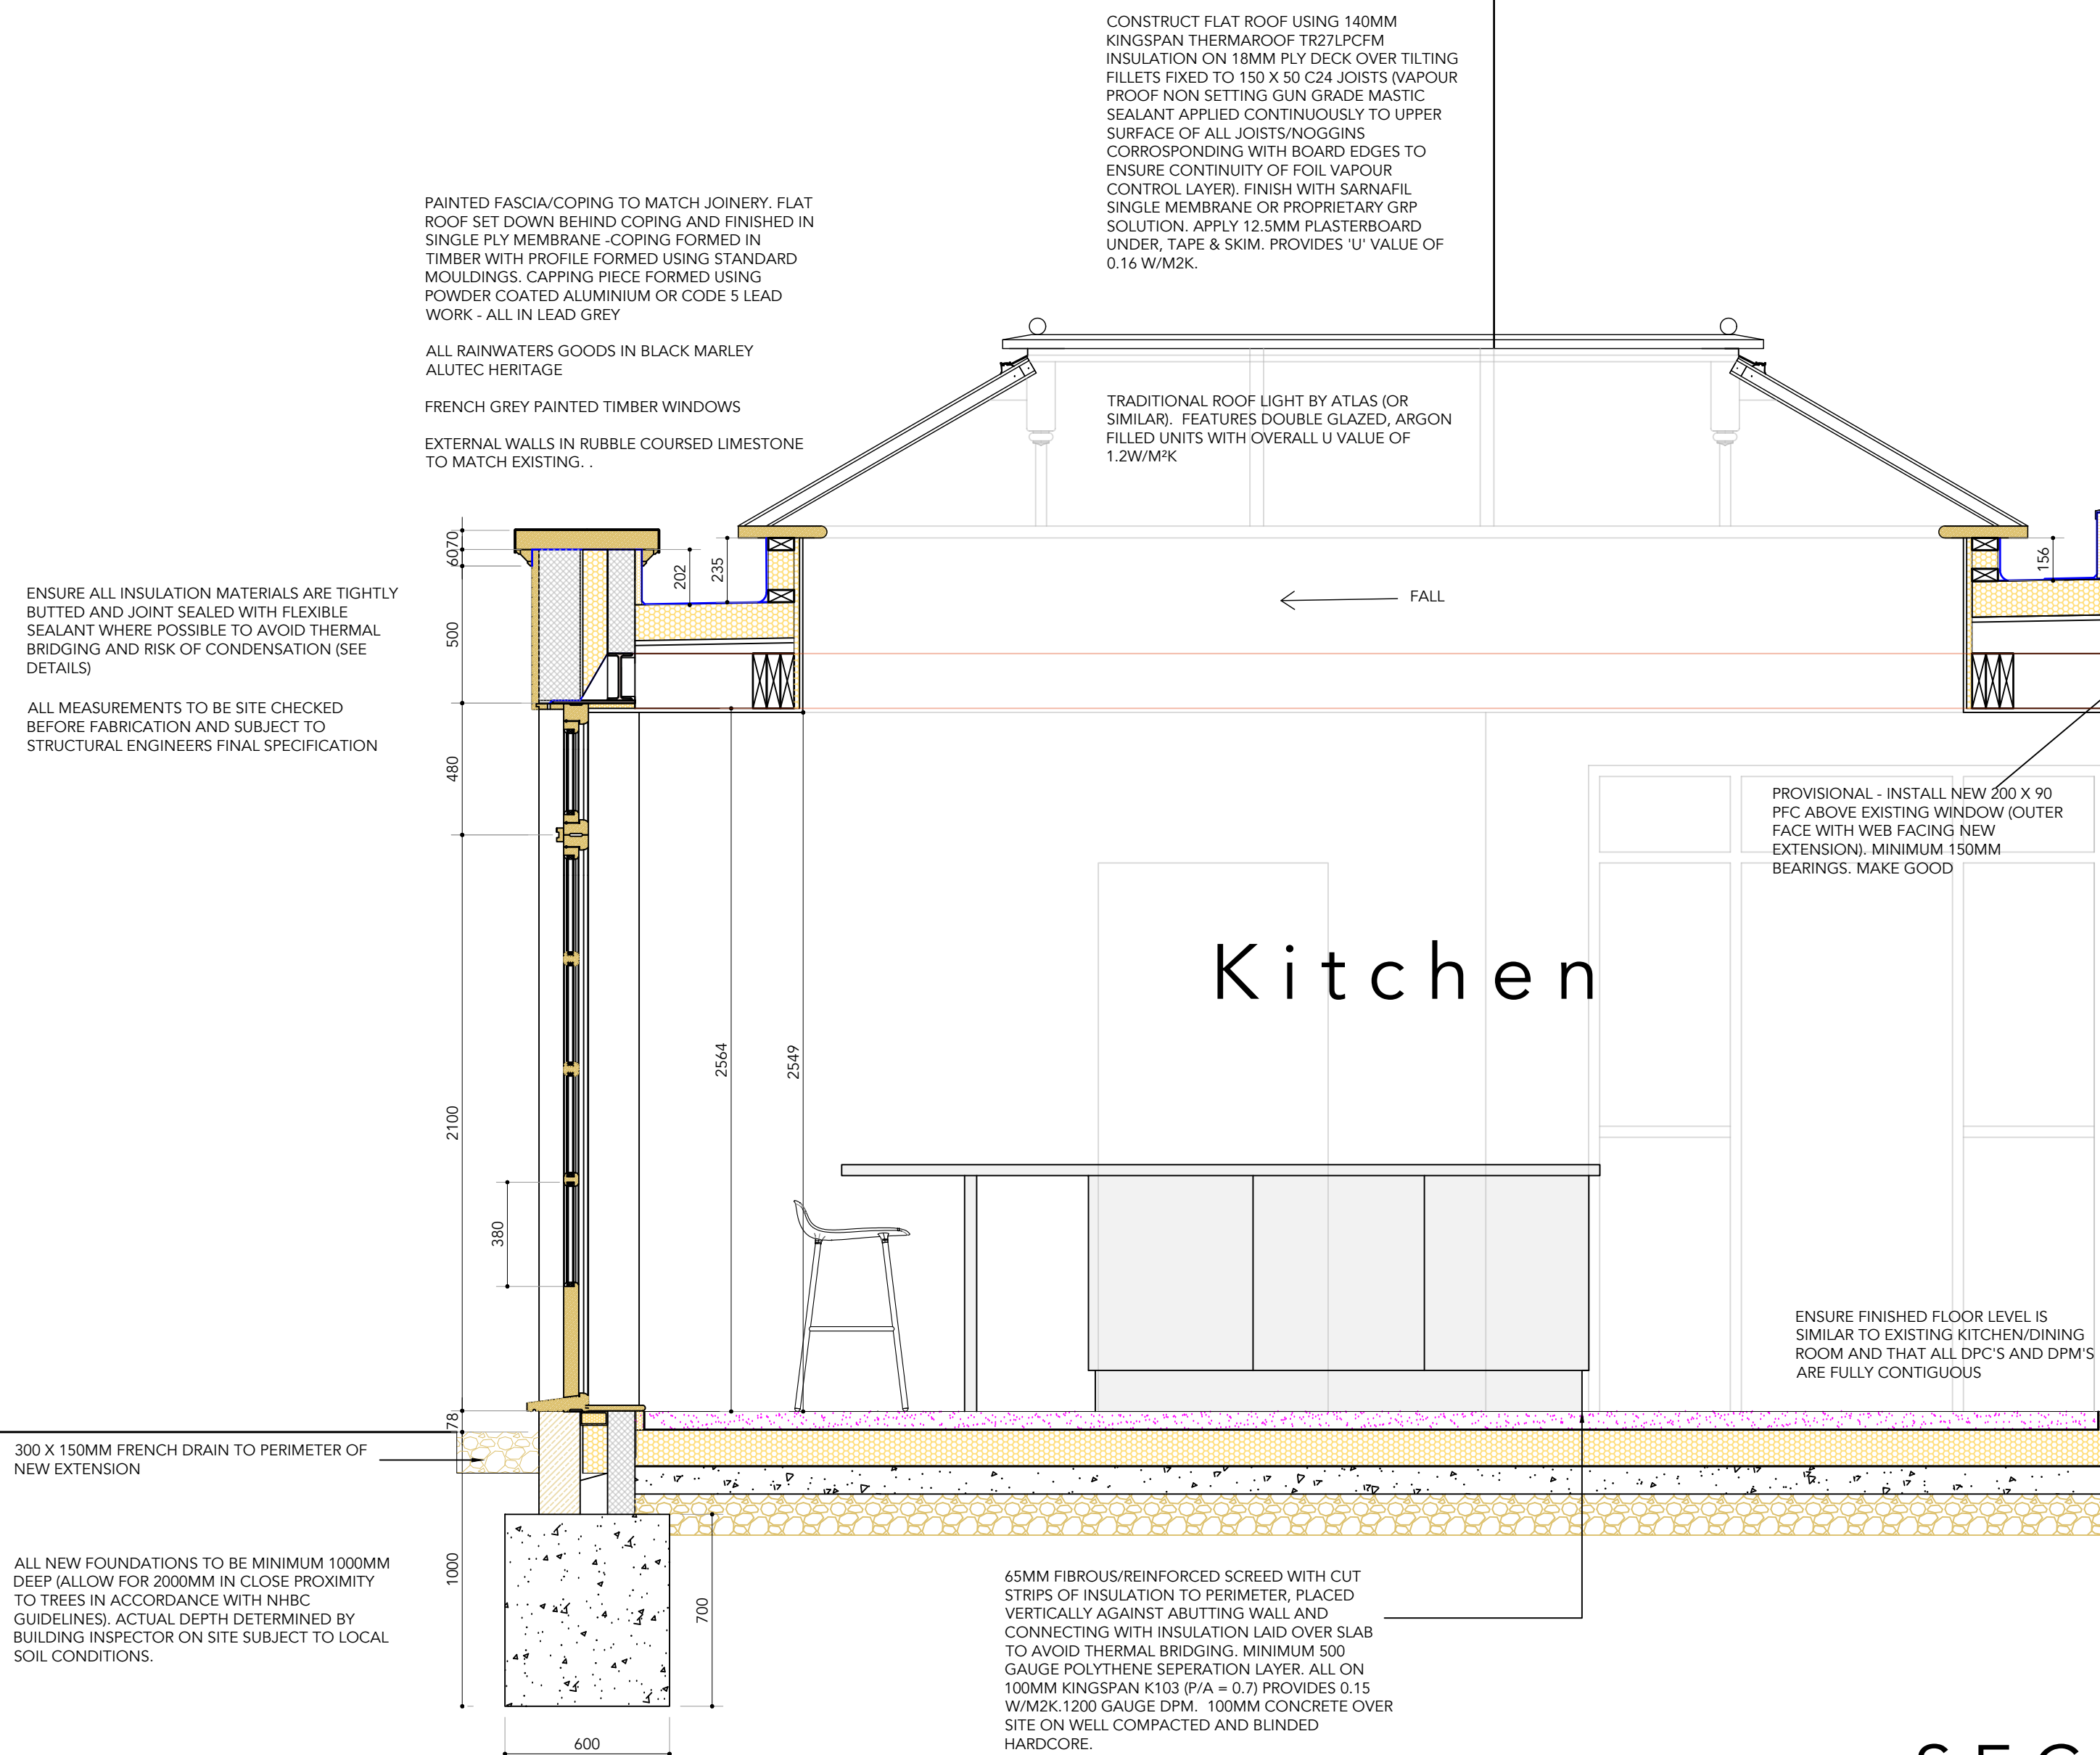 CONSTRUCT FLAT ROOF USING 140MM
KINGSPAN THERMAROOF TR27LPCFM
INSULATION ON 18MM PLY DECK OVER TILTING
FILLETS FIXED TO 150 X 50 C24 JOISTS (VAPOUR
PROOF NON SETTING GUN GRADE MASTIC
SEALANT APPLIED CONTINUOUSLY TO UPPER
SURFACE OF ALL JOISTS/NOGGINS
CORROSPONDING WITH BOARD EDGES TO
ENSURE CONTINUITY OF FOIL VAPOUR
CONTROL LAYER). FINISH WITH SARNAFIL
SINGLE MEMBRANE OR PROPRIETARY GRP
SOLUTION. APPLY 12.5MM PLASTERBOARD
UNDER, TAPE & SKIM. PROVIDES 'U' VALUE OF
0.16 W/M2K.
PAINTED FASCIA/COPING TO MATCH JOINERY. FLAT
ROOF SET DOWN BEHIND COPING AND FINISHED IN
SINGLE PLY MEMBRANE -COPING FORMED IN
TIMBER WITH PROFILE FORMED USING STANDARD
MOULDINGS. CAPPING PIECE FORMED USING
POWDER COATED ALUMINIUM OR CODE 5 LEAD
WORK - ALL IN LEAD GREY
ALL RAINWATERS GOODS IN BLACK MARLEY
ALUTEC HERITAGE
FRENCH GREY PAINTED TIMBER WINDOWS
EXTERNAL WALLS IN RUBBLE COURSED LIMESTONE
TO MATCH EXISTING. .
TRADITIONAL ROOF LIGHT BY ATLAS (OR
SIMILAR).  FEATURES DOUBLE GLAZED, ARGON
FILLED UNITS WITH OVERALL U VALUE OF
1.2W/M²K
70
60
202
235
156
FALL
500
ENSURE ALL INSULATION MATERIALS ARE TIGHTLY
BUTTED AND JOINT SEALED WITH FLEXIBLE
SEALANT WHERE POSSIBLE TO AVOID THERMAL
BRIDGING AND RISK OF CONDENSATION (SEE
DETAILS)
ALL MEASUREMENTS TO BE SITE CHECKED
BEFORE FABRICATION AND SUBJECT TO
STRUCTURAL ENGINEERS FINAL SPECIFICATION
480
PROVISIONAL - INSTALL NEW 200 X 90
PFC ABOVE EXISTING WINDOW (OUTER
FACE WITH WEB FACING NEW
EXTENSION). MINIMUM 150MM
BEARINGS. MAKE GOOD
Kitchen
2564
2549
2100
380
ENSURE FINISHED FLOOR LEVEL IS
SIMILAR TO EXISTING KITCHEN/DINING
ROOM AND THAT ALL DPC'S AND DPM'S
ARE FULLY CONTIGUOUS
78
300 X 150MM FRENCH DRAIN TO PERIMETER OF
NEW EXTENSION
ALL NEW FOUNDATIONS TO BE MINIMUM 1000MM
DEEP (ALLOW FOR 2000MM IN CLOSE PROXIMITY
TO TREES IN ACCORDANCE WITH NHBC
GUIDELINES). ACTUAL DEPTH DETERMINED BY
BUILDING INSPECTOR ON SITE SUBJECT TO LOCAL
SOIL CONDITIONS.
1000
700
600
65MM FIBROUS/REINFORCED SCREED WITH CUT
STRIPS OF INSULATION TO PERIMETER, PLACED
VERTICALLY AGAINST ABUTTING WALL AND
CONNECTING WITH INSULATION LAID OVER SLAB
TO AVOID THERMAL BRIDGING. MINIMUM 500
GAUGE POLYTHENE SEPERATION LAYER. ALL ON
100MM KINGSPAN K103 (P/A = 0.7) PROVIDES 0.15
W/M2K.1200 GAUGE DPM.  100MM CONCRETE OVER
SITE ON WELL COMPACTED AND BLINDED
HARDCORE.